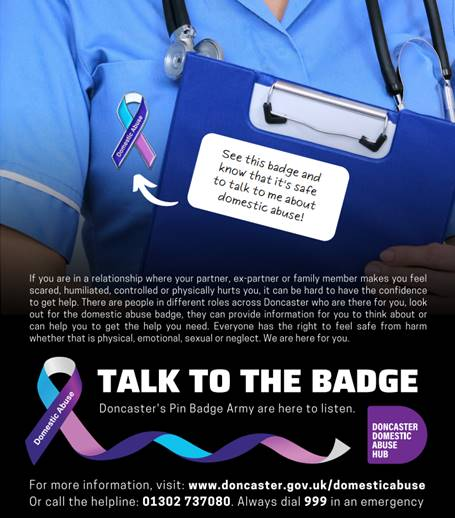 Domestic Abuse
See this badge and
know that it's safe
to talk to me about
domestic abuse!
If you are in a relationship where your partner, ex-partner or family member makes you feel
scared, humiliated, controlled or physically hurts you, it can be hard to have the confidence
to get help. There are people in different roles across Doncaster who are there for you, look
out for the domestic abuse badge, they can provide information for you to think about or
can help you to get the help you need. Everyone has the right to feel safe from harm
whether that is physical, emotional, sexual or neglect. We are here for you.
Domestic Abuse
TALK TO THE BADGE
Doncaster's Pin Badge Army are here to listen.
DONCASTER
DOMESTIC
ABUSE
HUB
For more information, visit: www.doncaster.gov.uk/domesticabuse
Or call the helpline: 01302 737080. Always dial 999 in an emergency